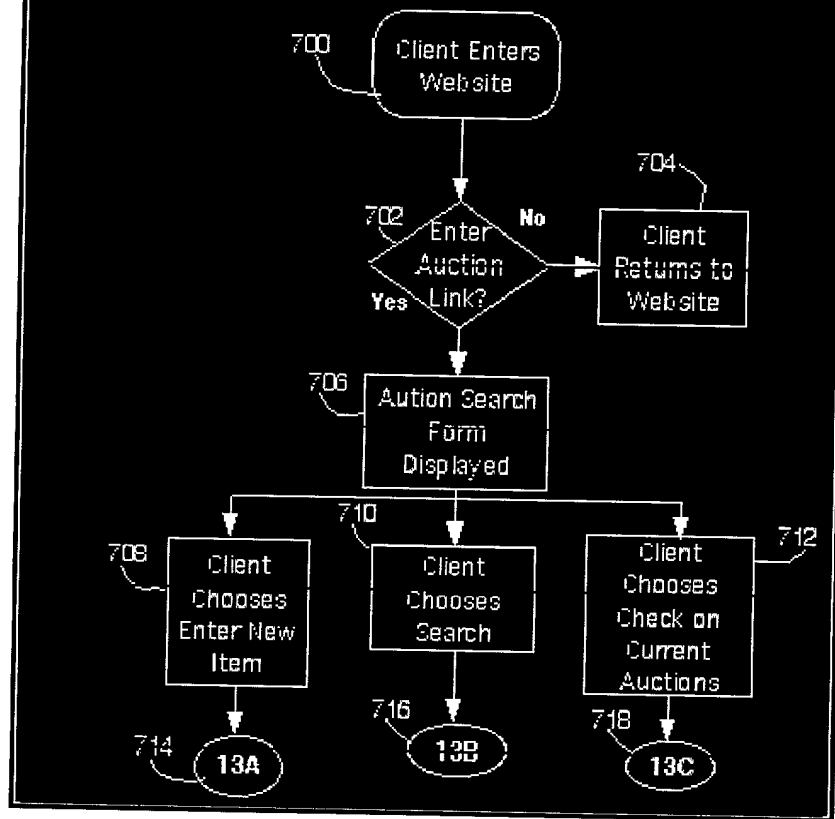 700
Client Enters
Website
704
702
Enter
Auction
Link?
No
Yes
Client
Returns to
Website
706
Aution Search
Form
Displayed
708
Client
Chooses
Enter New
Item
710
Client
Chooses
Search
712
Client
Chooses
Check on
Current
Auctions
714
13A
716
13B
718
13C